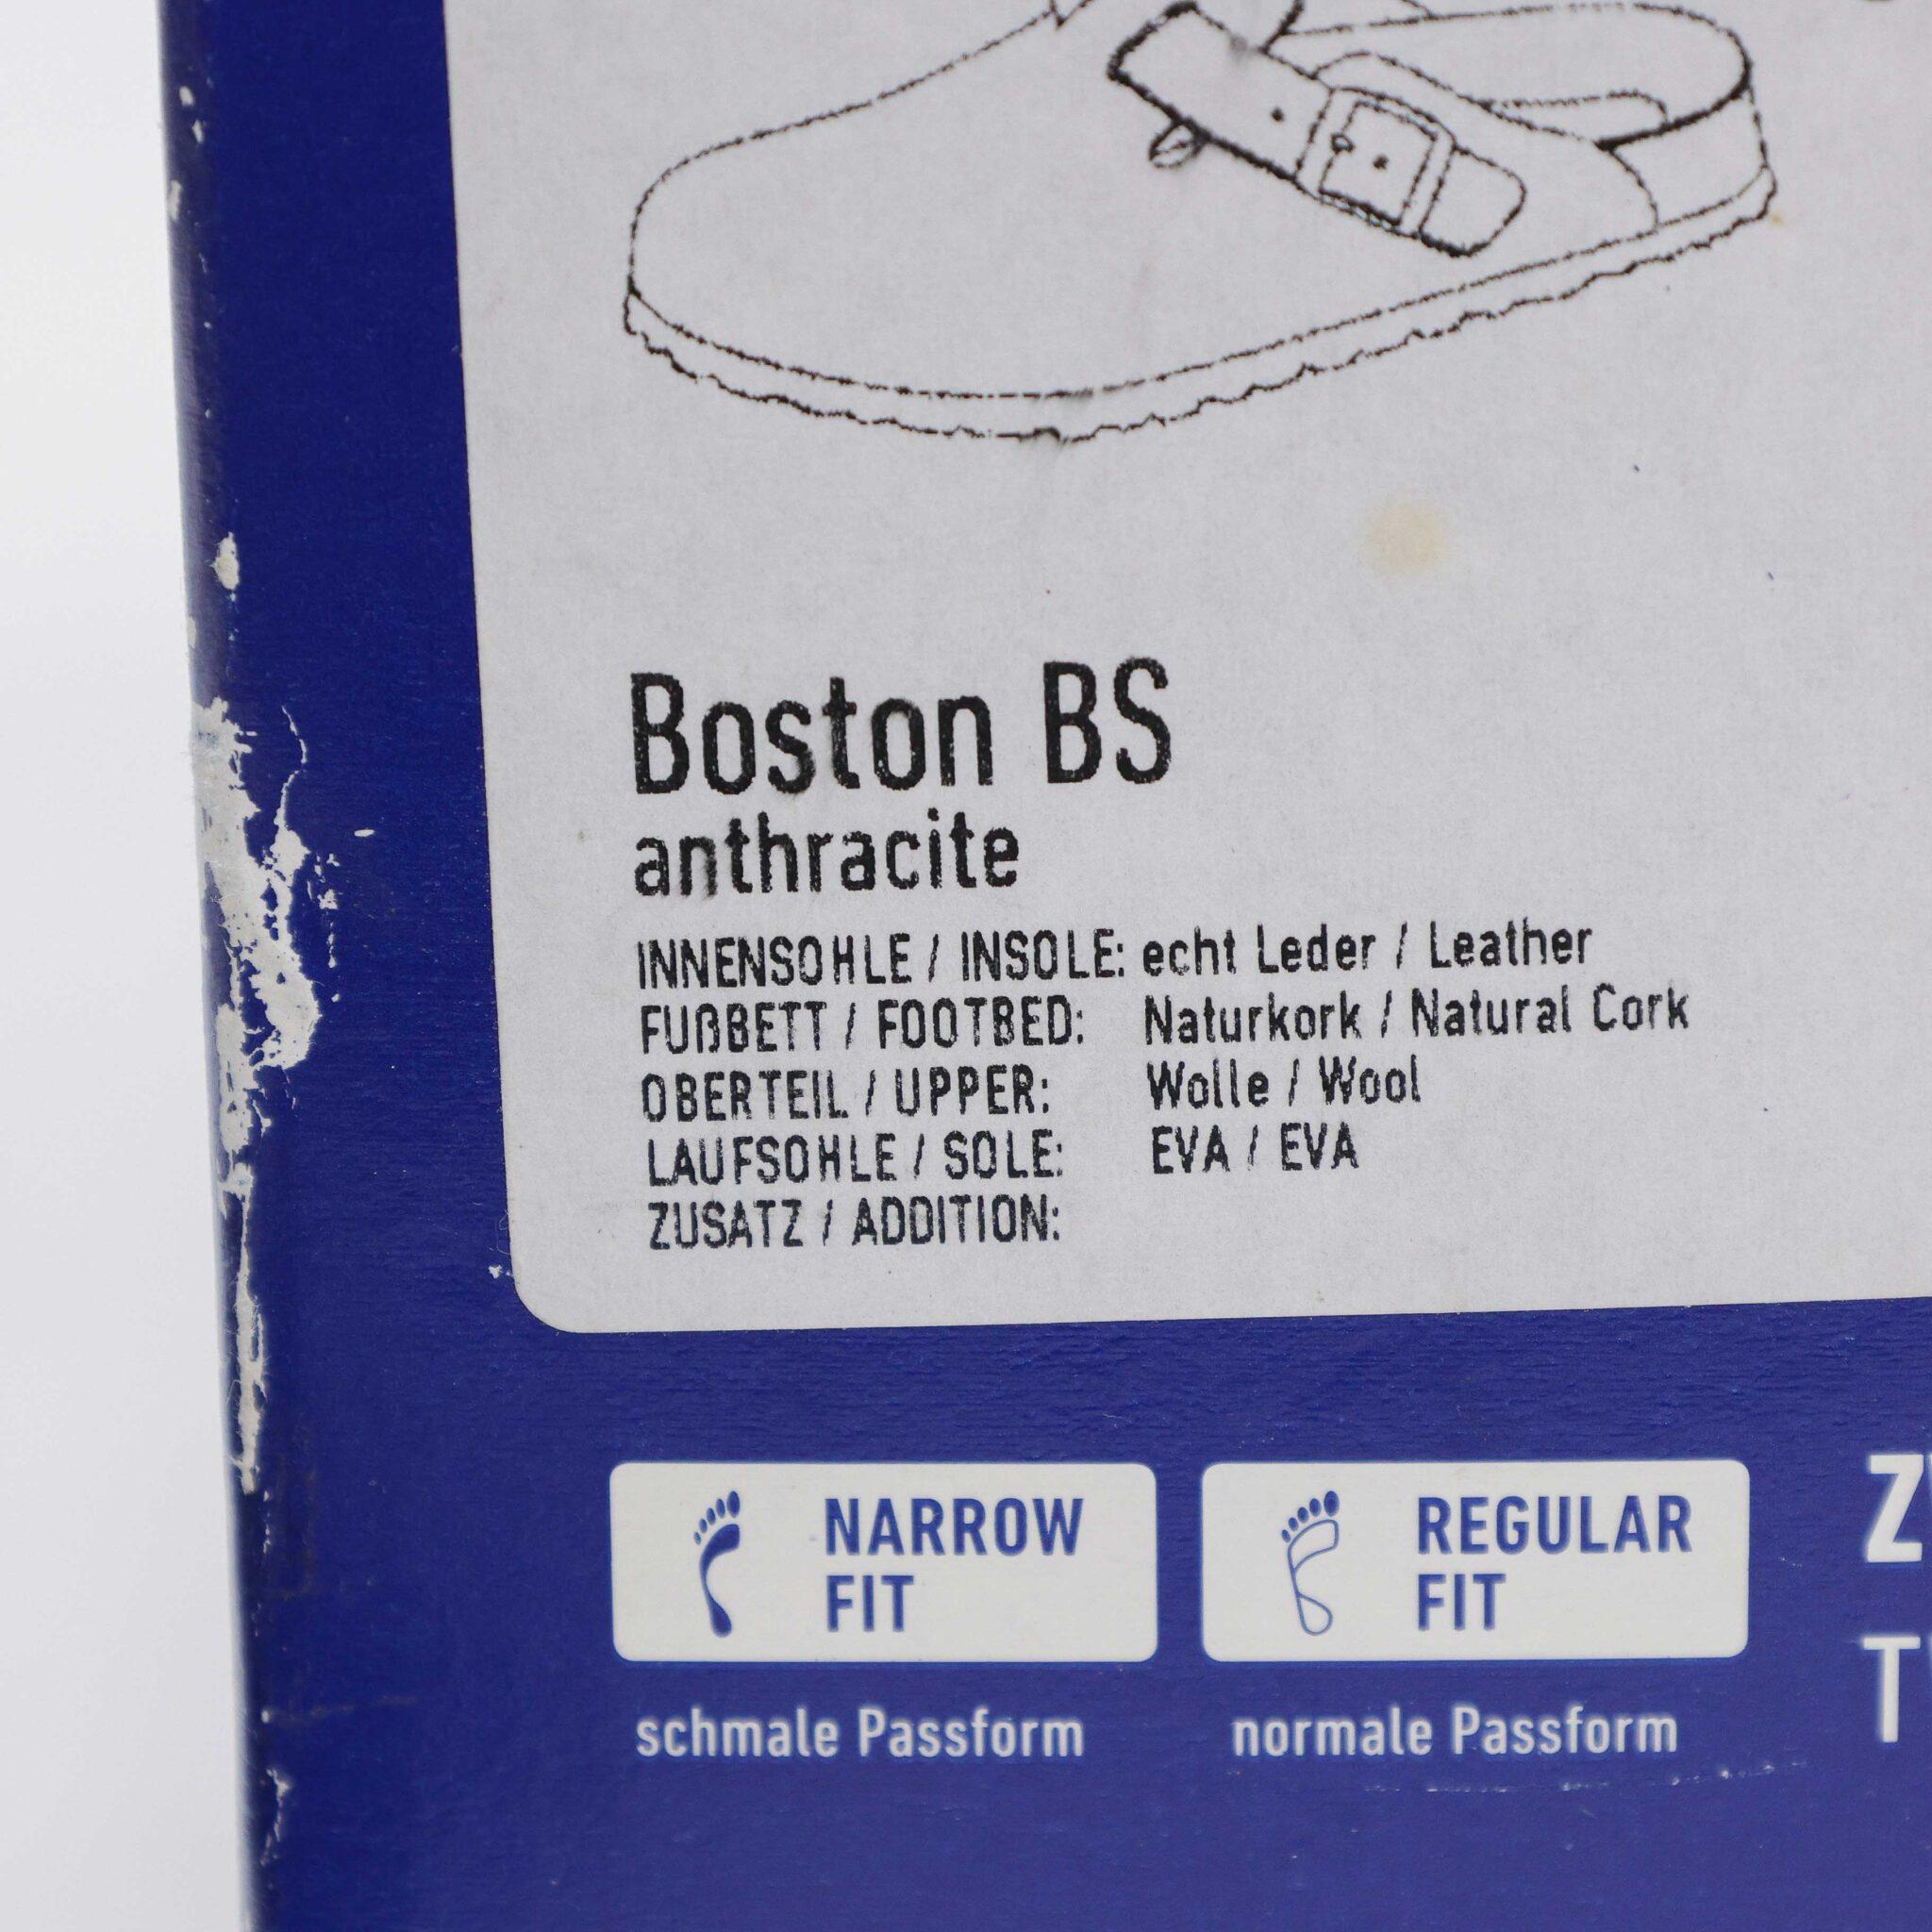 Boston BS
anthracite
INNENSOHLE / INSOLE: echt Leder / Leather
FUßBETT / FOOTBED: Naturkork / Natural Cork
OBERTEIL / UPPER: Wolle / Wool
LAUFSOHLE / SOLE: EVA / EVA
ZUSATZ / ADDITION:
NARROW
FIT
REGULAR
FIT
schmale Passform
normale Passform